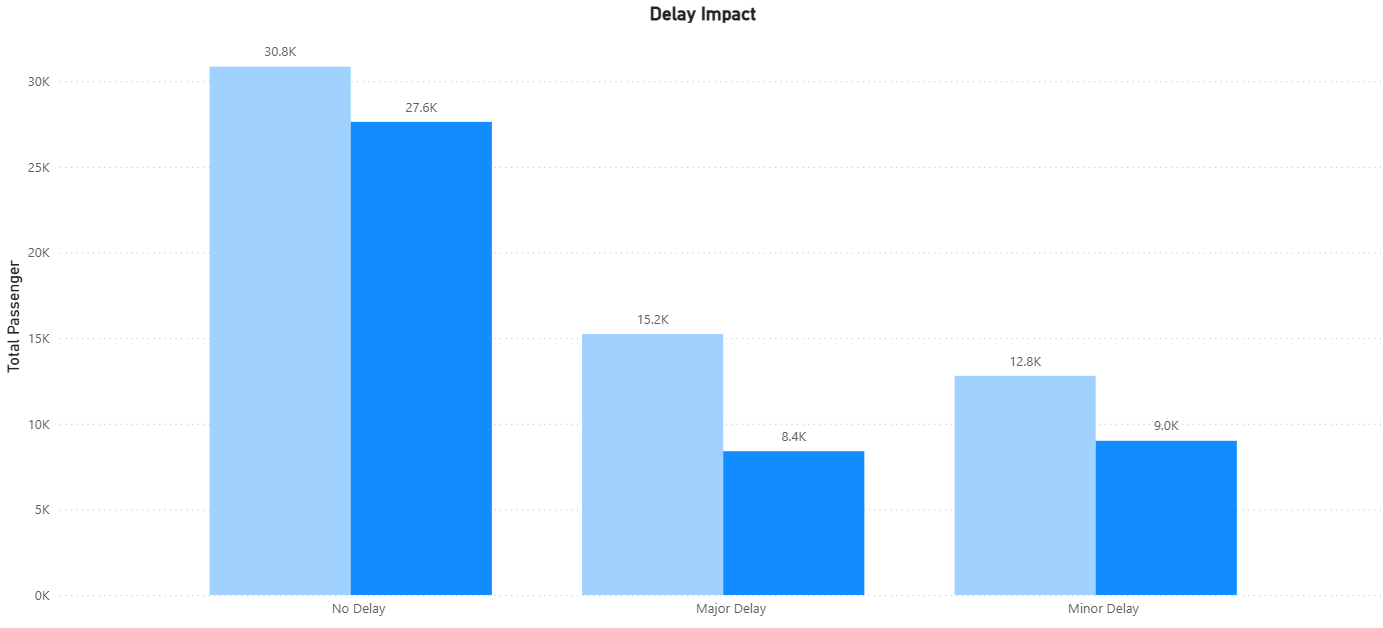 Delay Impact
Total Passenger
30K
25K
20K
15K
10K
5K
0K
30.8K
27.6K
15.2K
8.4K
12.8K
9.0K
No Delay
Major Delay
Minor Delay